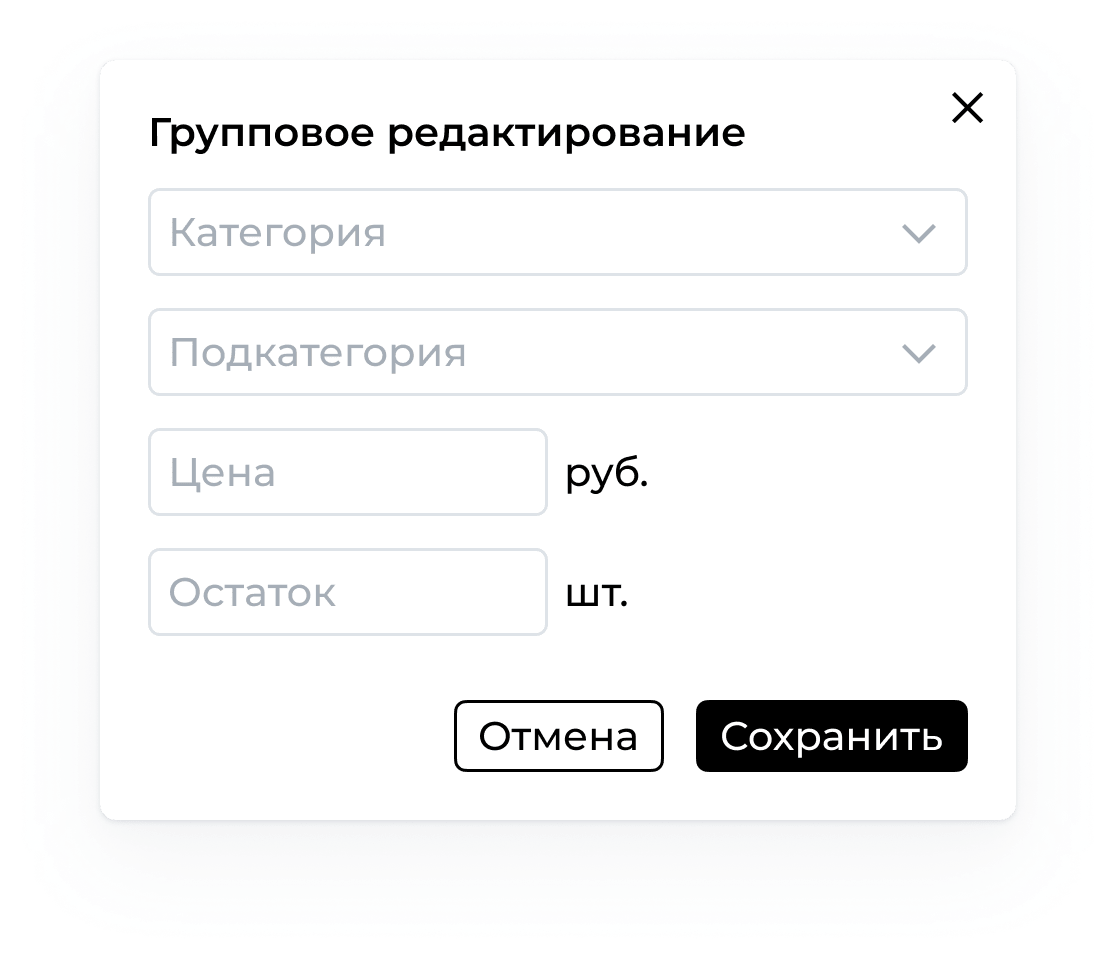 Групповое редактирование
Категория
Подкатегория
Цена руб.
Остаток шт.
Отмена Сохранить